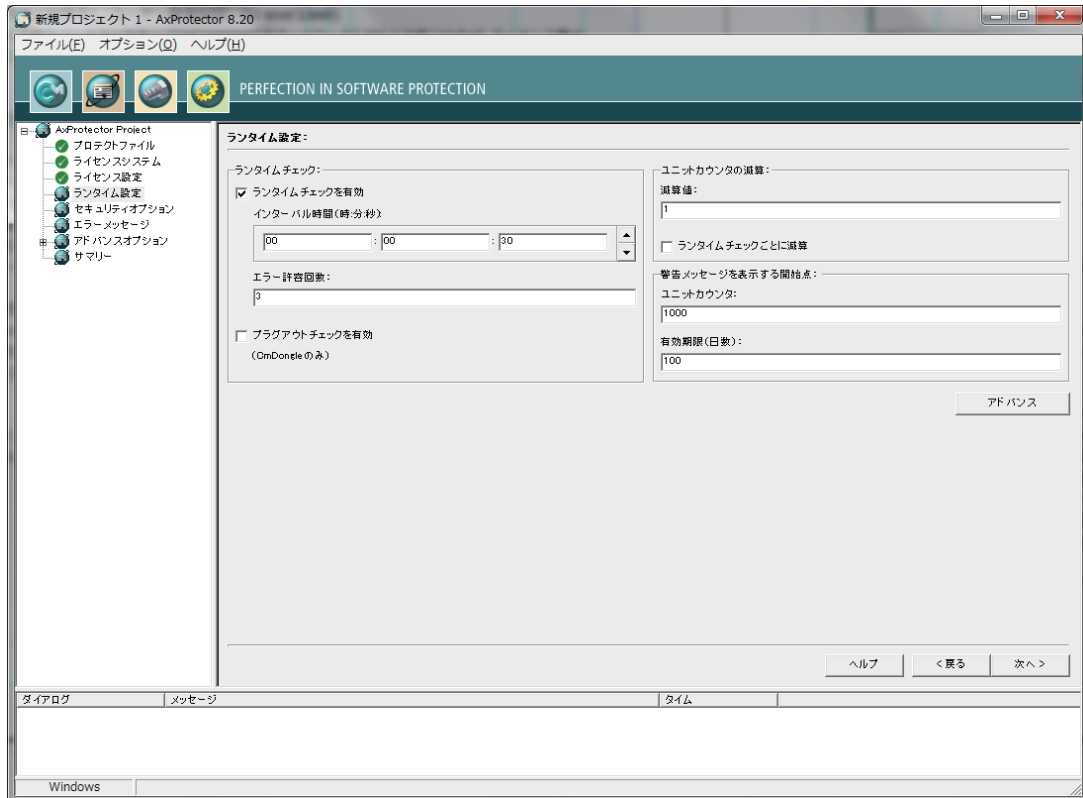 新規プロジェクト 1 - AxProtector 8.20
ファイル(F) オプション(O) ヘルプ(H)
PERFECTION IN SOFTWARE PROTECTION
AxProtector Project
プロテクトファイル
ライセンスシステム
ライセンス設定
ランタイム設定
セキュリティオプション
エラーメッセージ
アドバンスオプション
サマリー
ランタイム設定:
ランタイムチェック:
ランタイムチェックを有効
インターバル時間(時:分:秒)
00 : 00 : 30
エラー許容回数:
3
プラグアウトチェックを有効
(CmDongleのみ)
ユニットカウンタの減算:
減算値:
1
ランタイムチェックごとに減算
警告メッセージを表示する開始点:
ユニットカウンタ:
1000
有効期限(日数):
100
アドバンス
ヘルプ <戻る 次へ>
ダイアログ メッセージ タイム
Windows